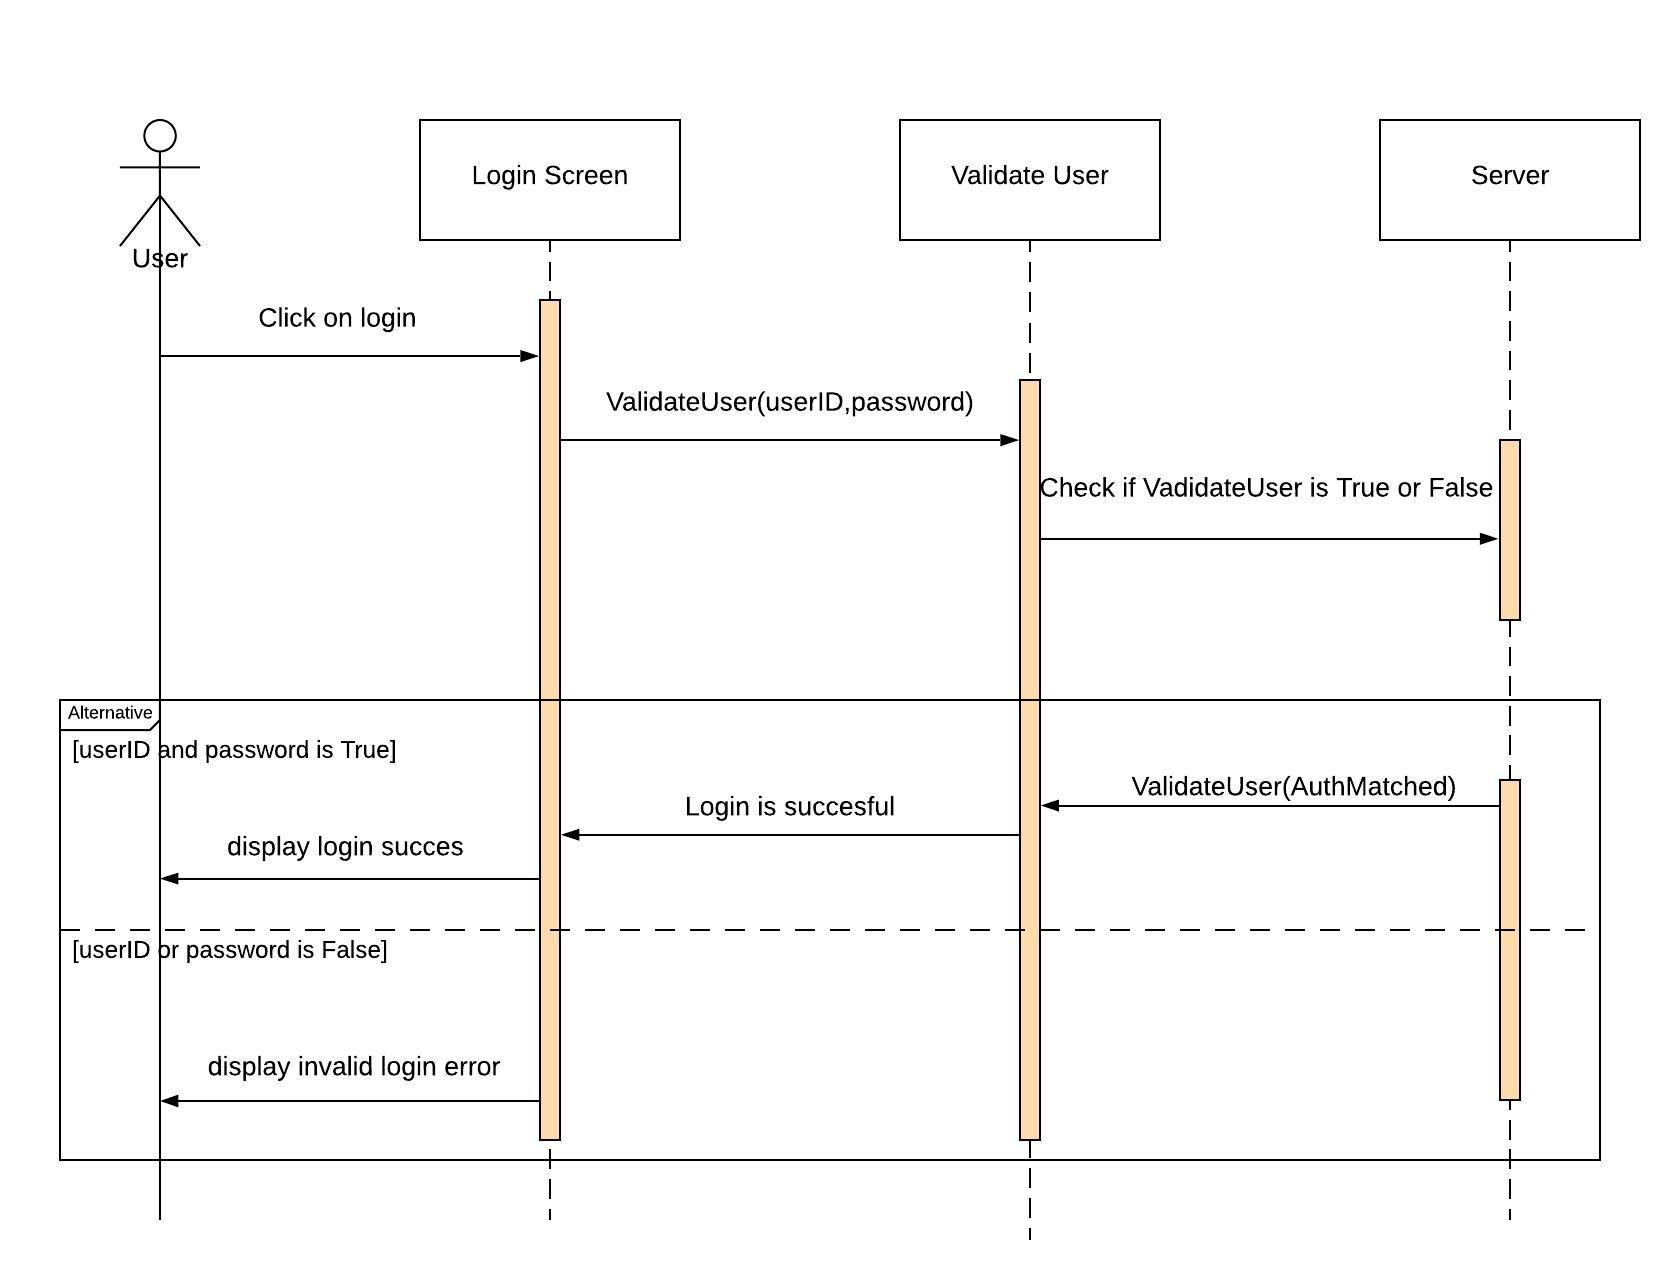 Login Screen
Validate User
Server
User
Click on login
ValidateUser(userID,password)
Check if VadidateUser is True or False
Alternative
[userID and password is True]
ValidateUser(AuthMatched)
Login is succesful
display login succes
[userID or password is False]
display invalid login error